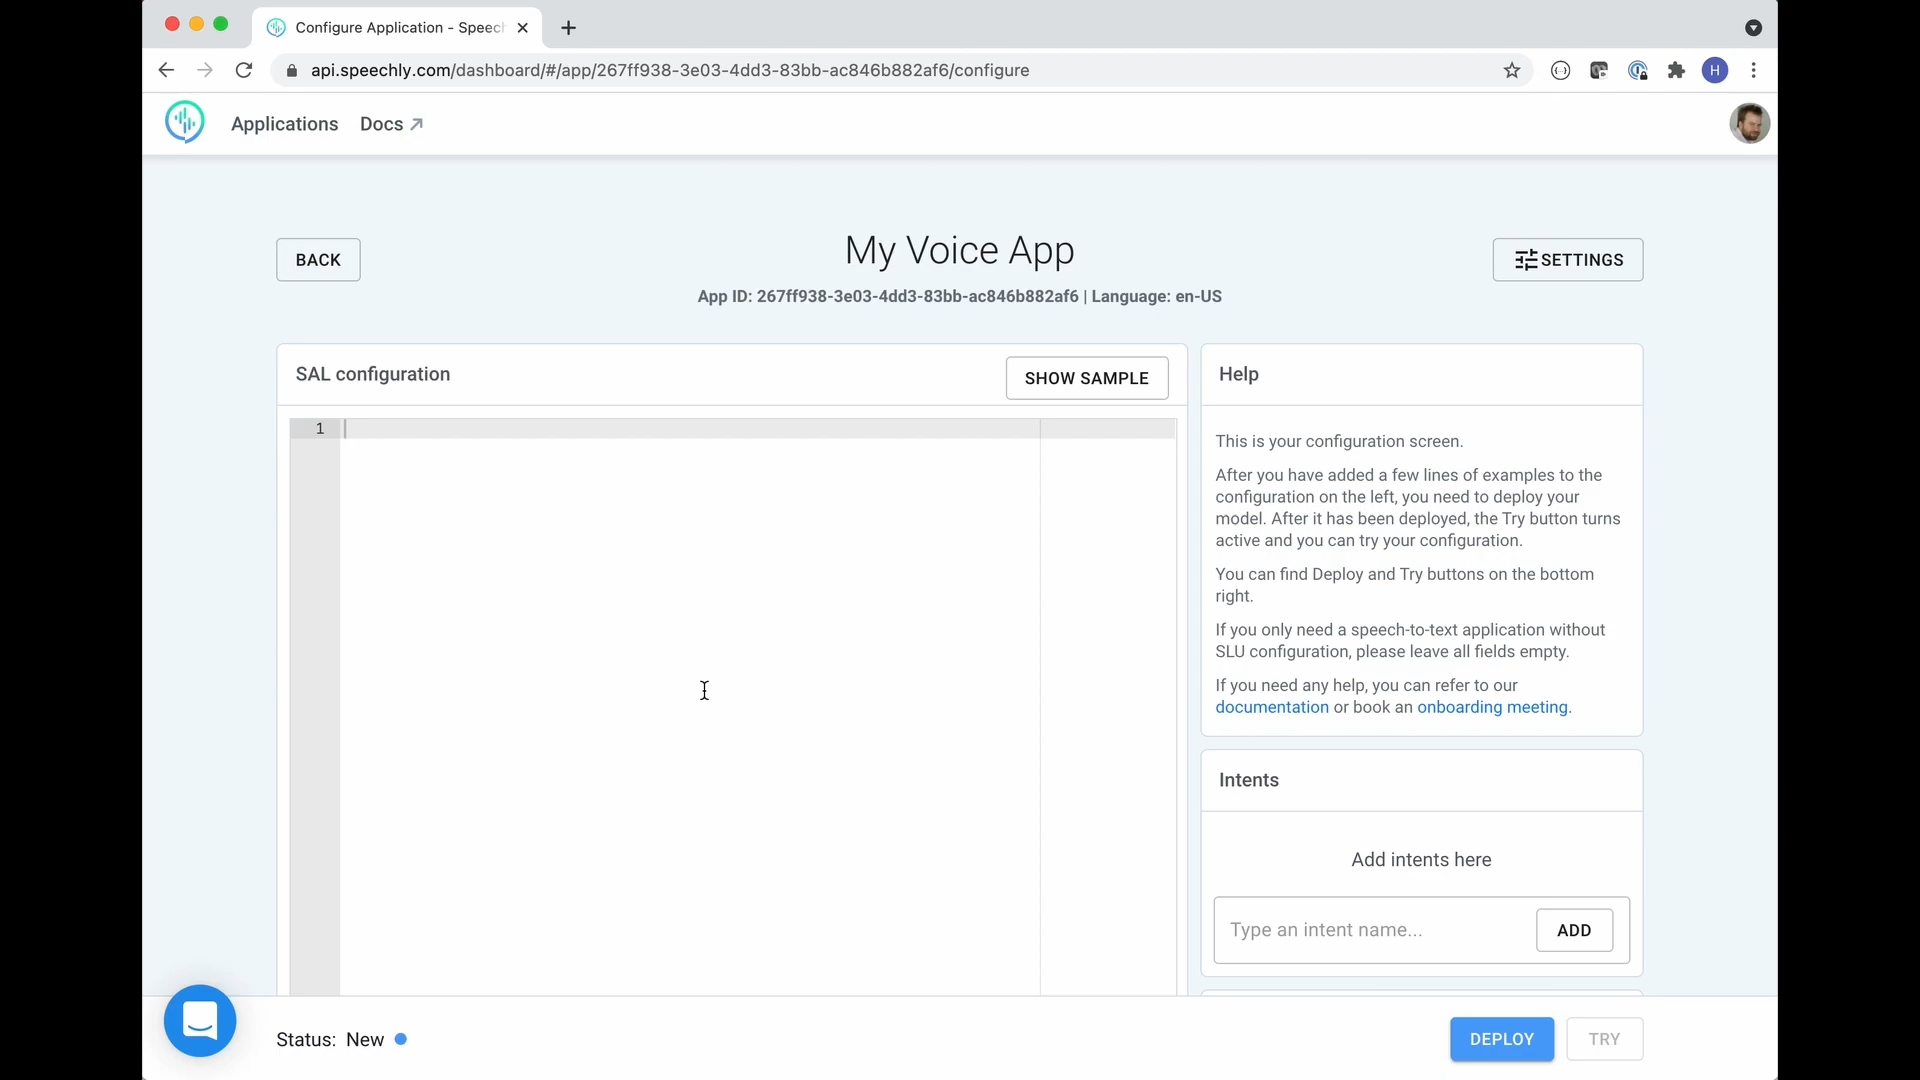 Configure Application - Speech
api.speechly.com/dashboard/#/app/267ff938-3e03-4dd3-83bb-ac846b882af6/configure
H
Applications
Docs
BACK
My Voice App
SETTINGS
App ID: 267ff938-3e03-4dd3-83bb-ac846b882af6 | Language: en-US
SAL configuration
SHOW SAMPLE
1
Help
This is your configuration screen.
After you have added a few lines of examples to the
configuration on the left, you need to deploy your
model. After it has been deployed, the Try button turns
active and you can try your configuration.
You can find Deploy and Try buttons on the bottom
right.
If you only need a speech-to-text application without
SLU configuration, please leave all fields empty.
If you need any help, you can refer to our
documentation or book an onboarding meeting.
Intents
Add intents here
Type an intent name...
ADD
Status: New
DEPLOY
TRY